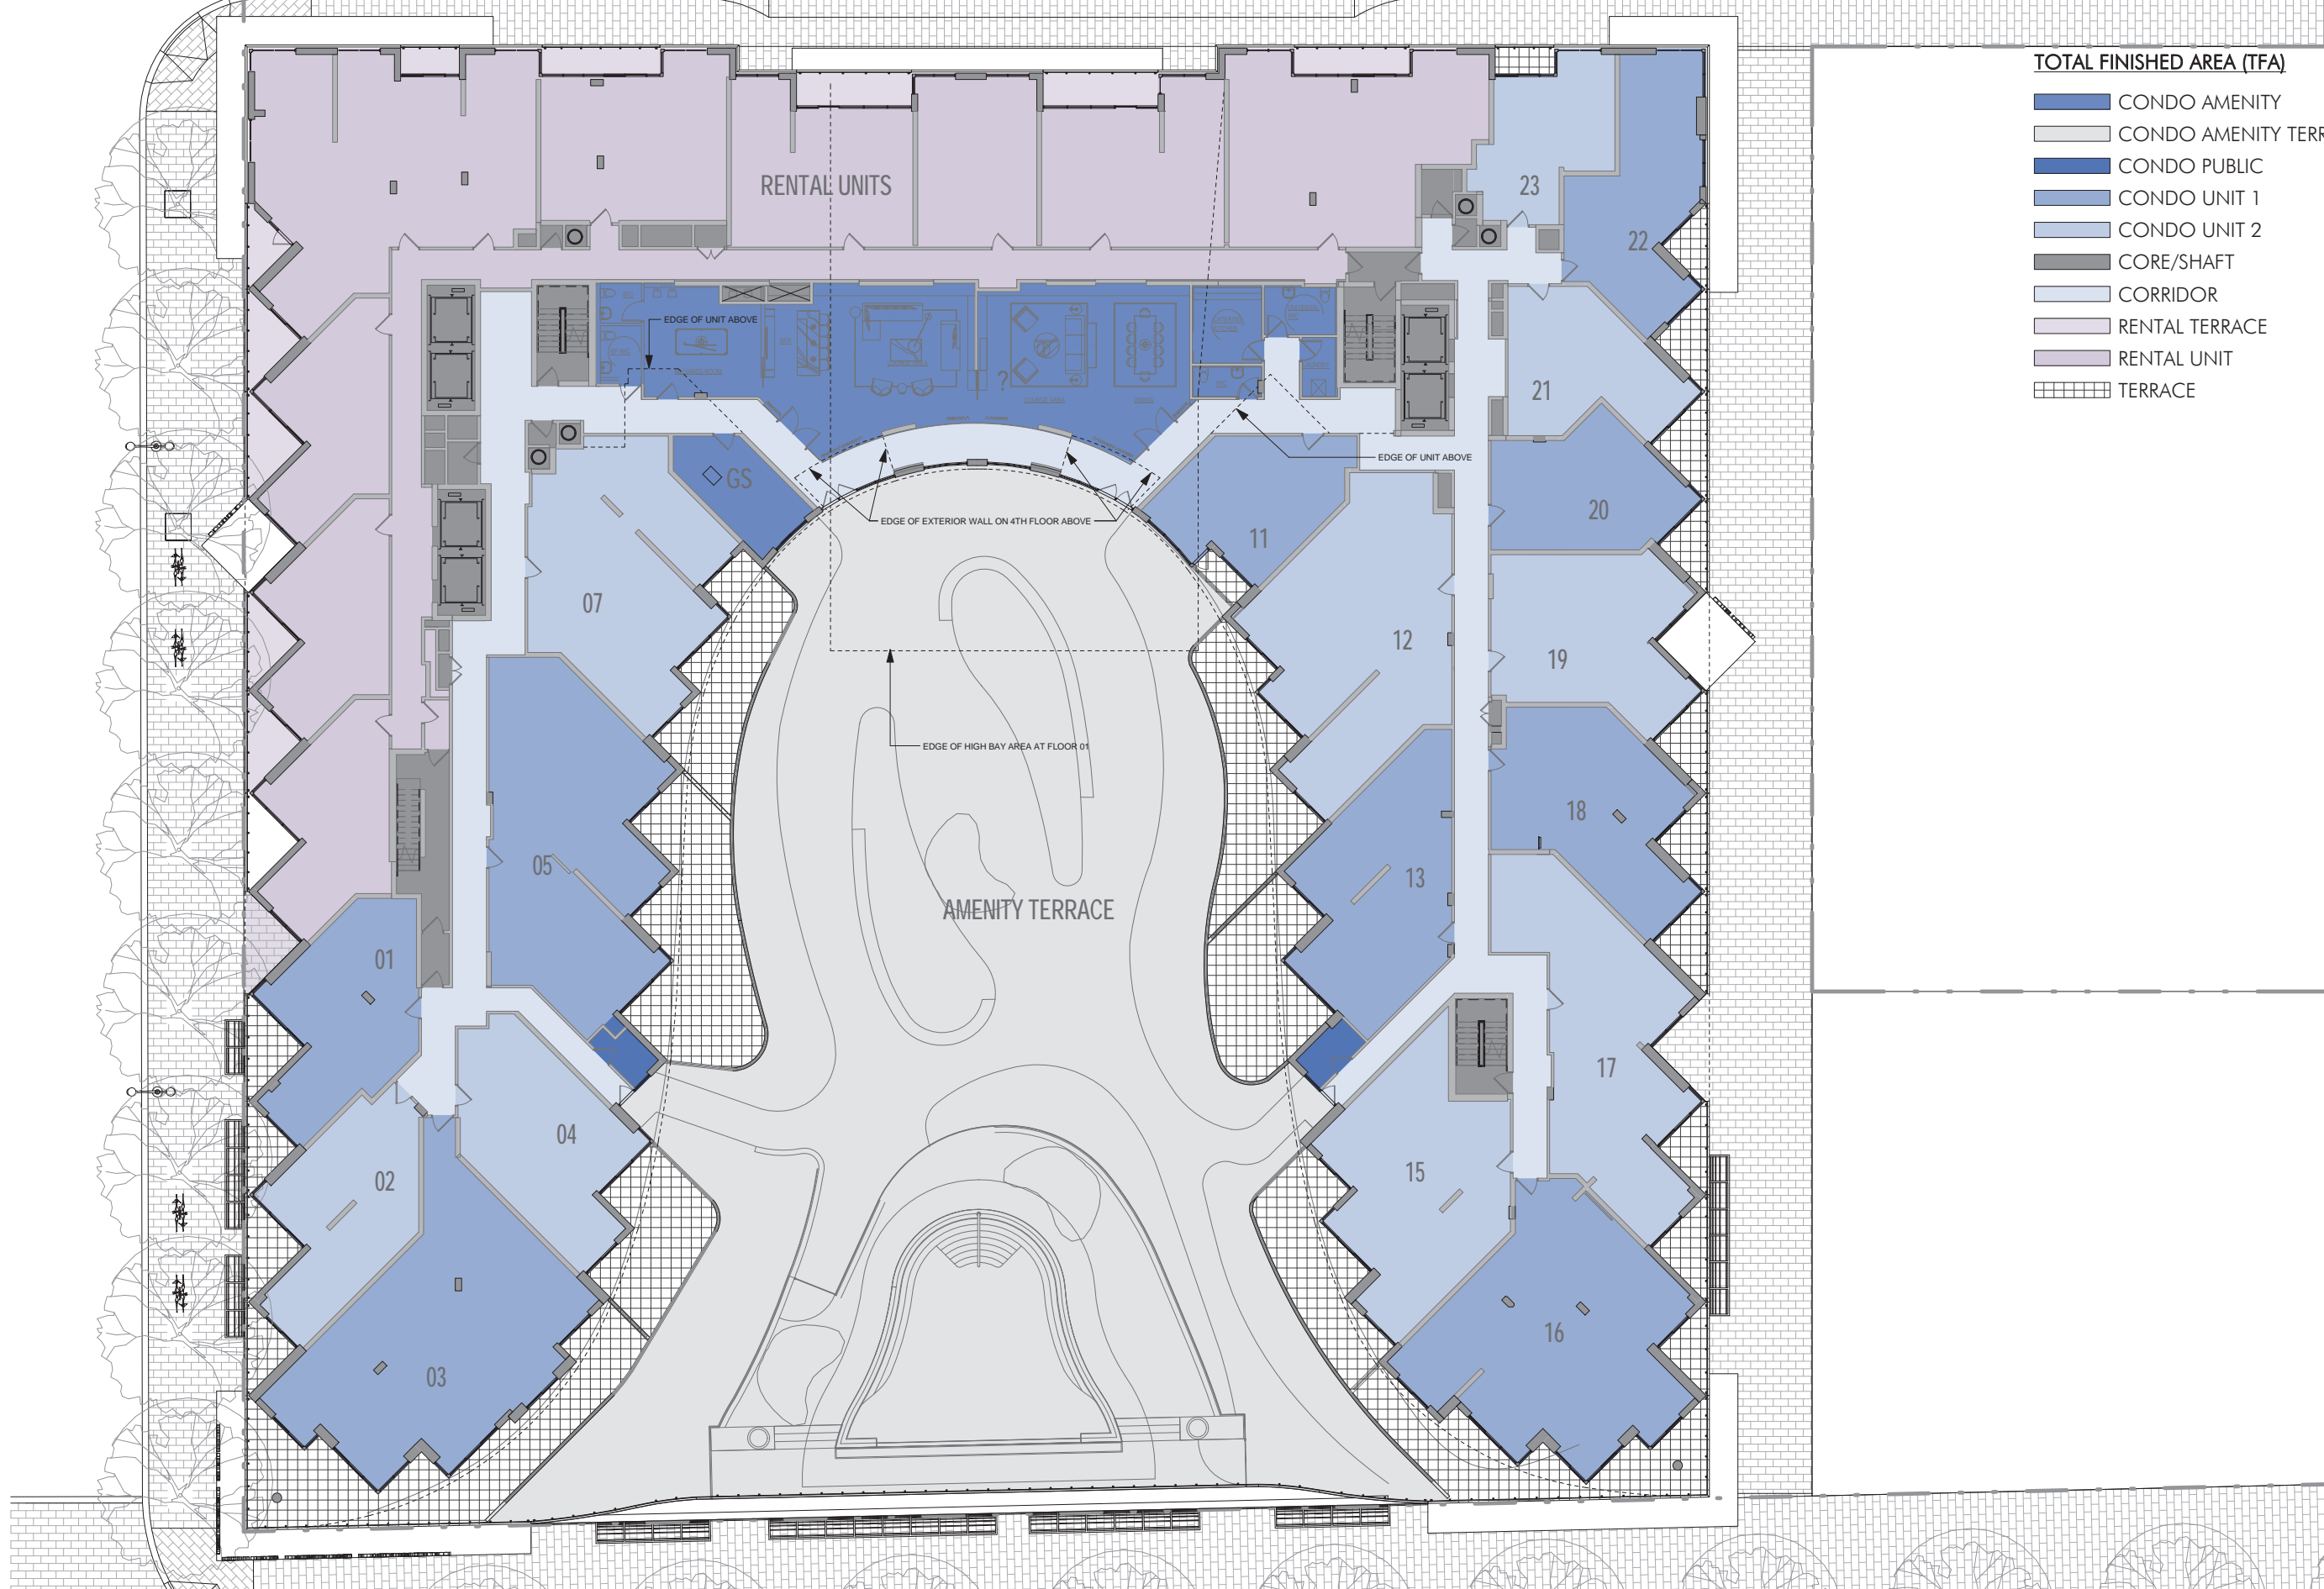 TOTAL FINISHED AREA (TFA)
CONDO AMENITY
CONDO AMENITY TERR
CONDO PUBLIC
CONDO UNIT 1
CONDO UNIT 2
CORE/SHAFT
CORRIDOR
RENTAL TERRACE
RENTAL UNIT
TERRACE
RENTAL UNITS
23
22
EDGE OF UNIT ABOVE
?
21
EDGE OF UNIT ABOVE
GS
20
EDGE OF EXTERIOR WALL ON 4TH FLOOR ABOVE
11
07
12
19
EDGE OF HIGH BAY AREA AT FLOOR 01
18
05
13
AMENITY TERRACE
01
17
04
15
02
16
03